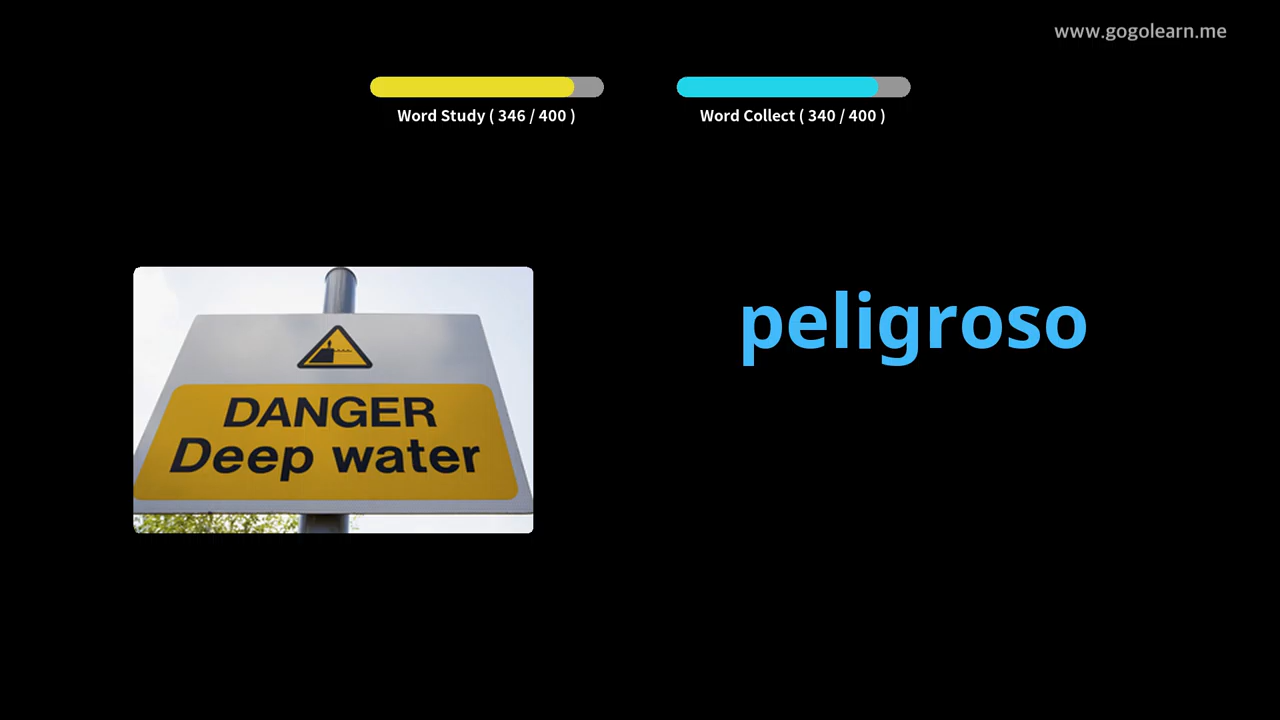 www.gogolearn.me
Word Study ( 346 / 400 )
Word Collect ( 340 / 400 )
DANGER
Deep water
peligroso